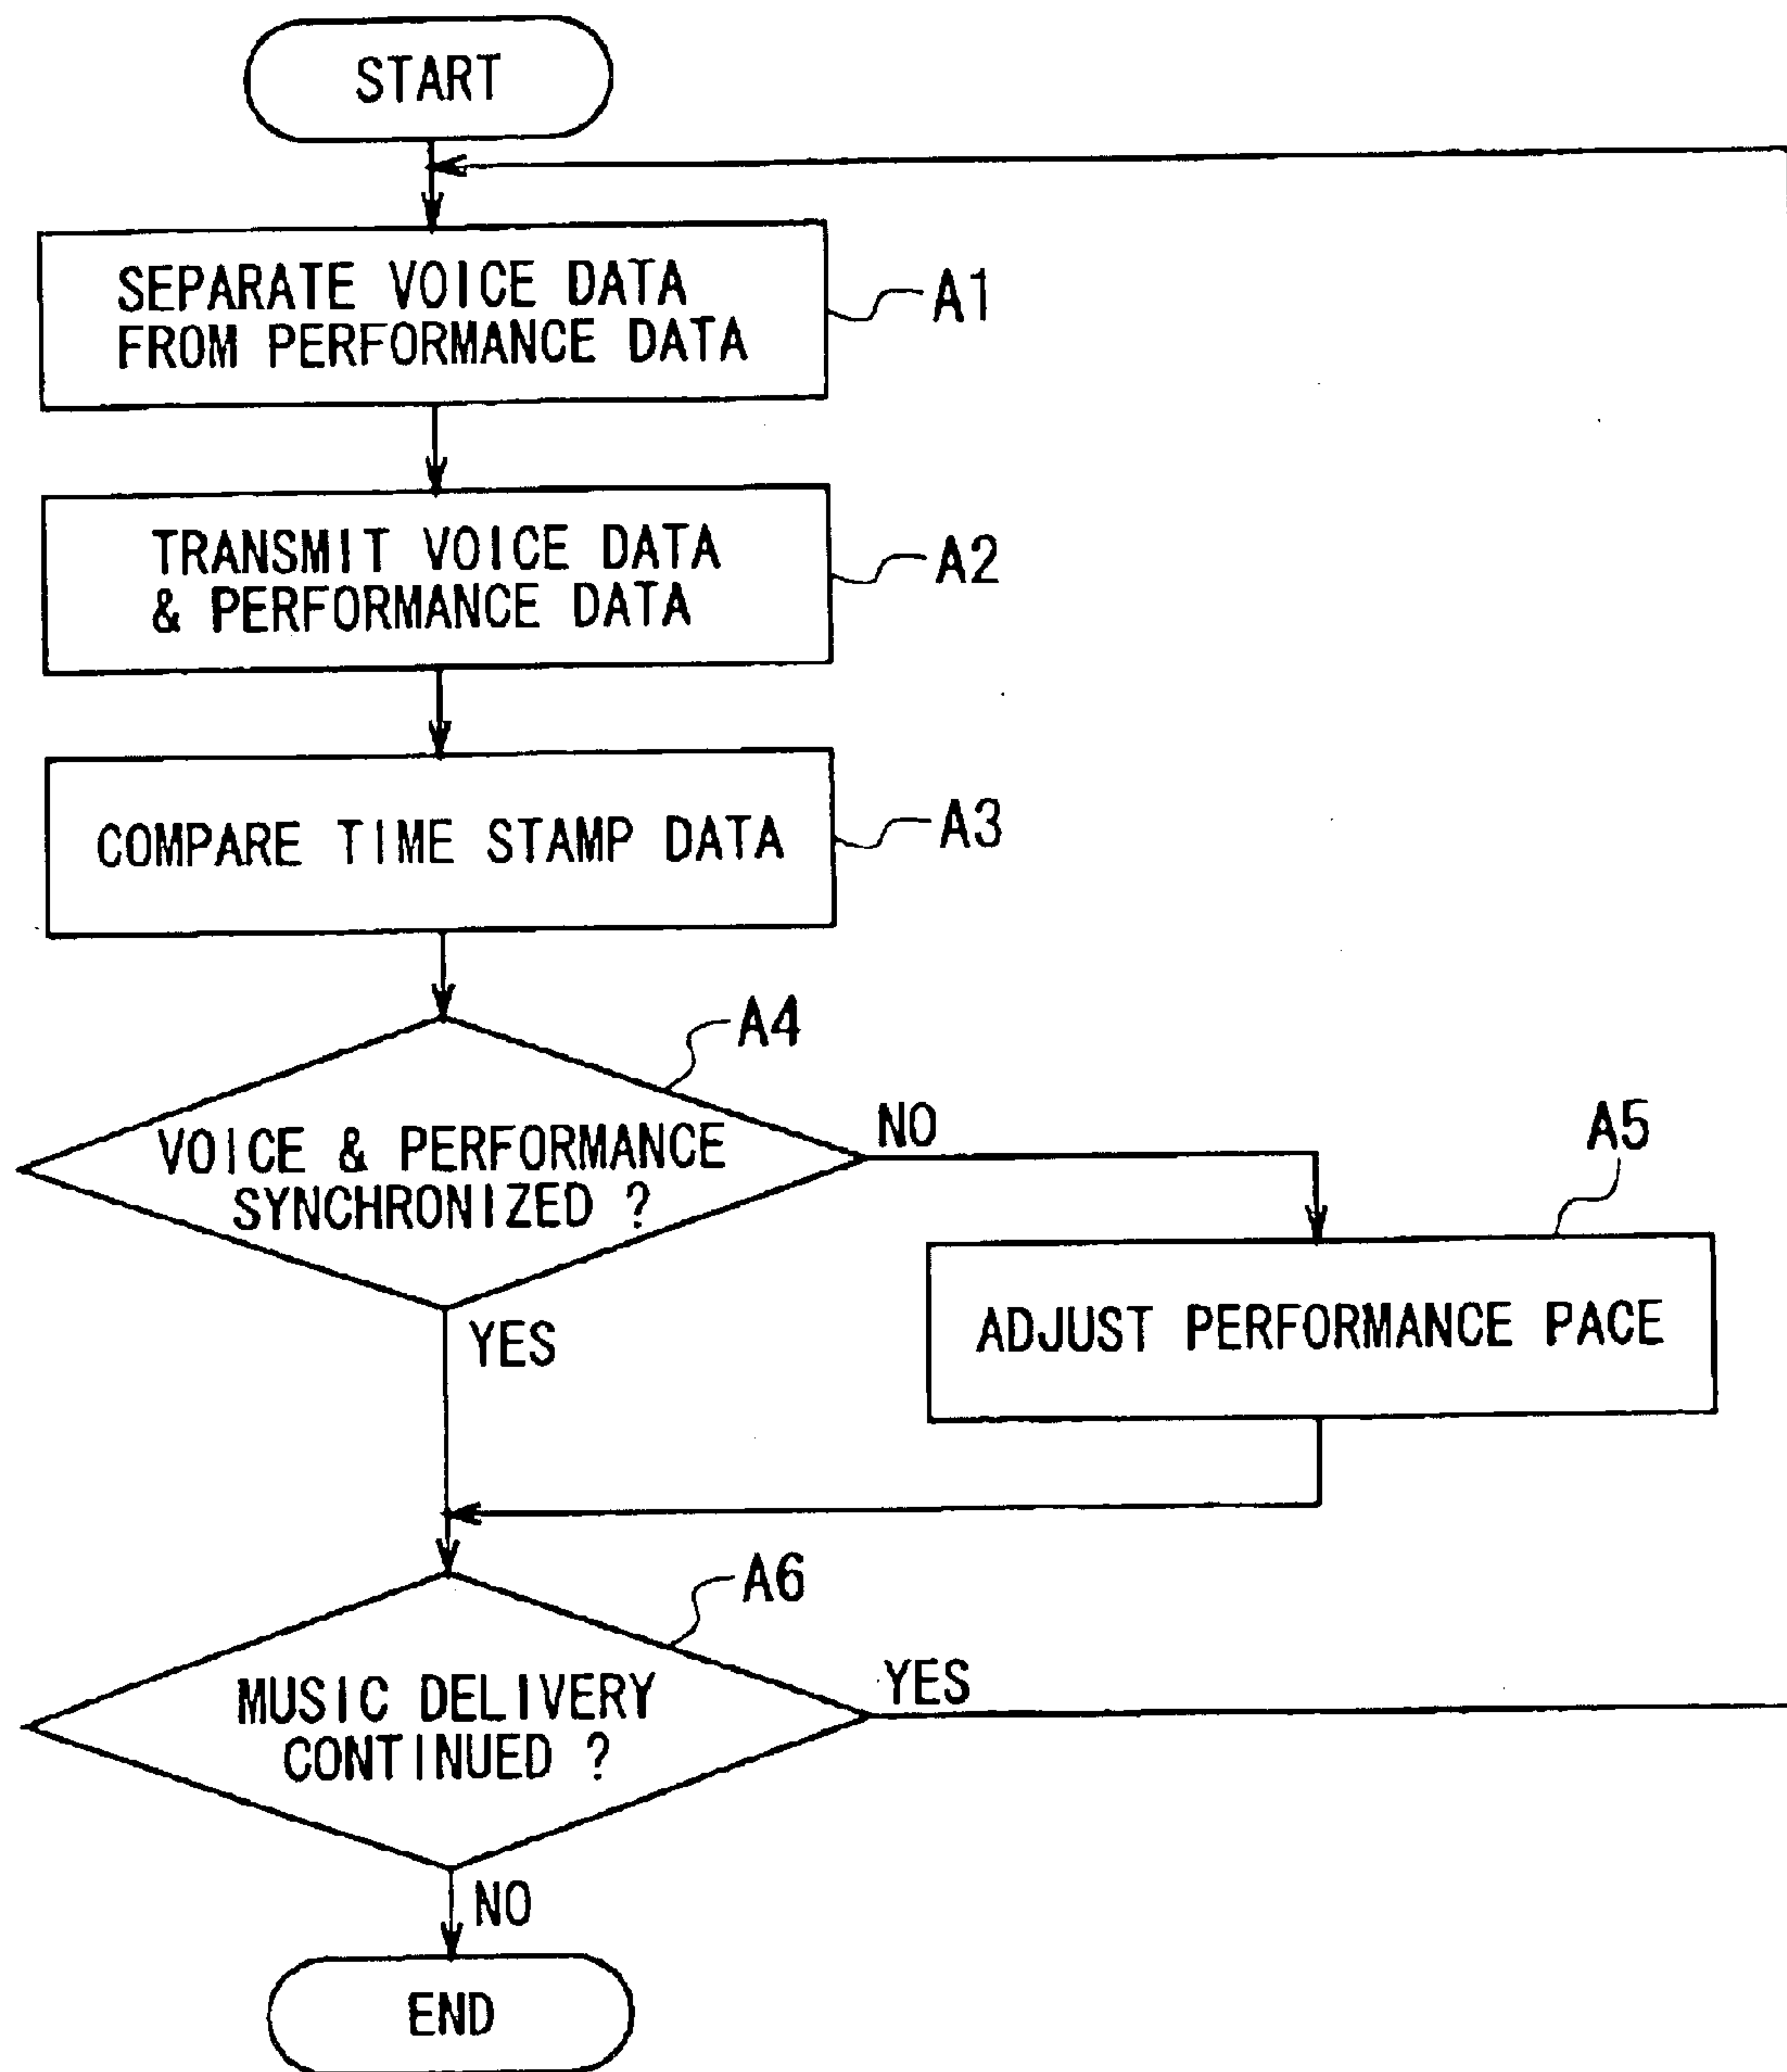 START
SEPARATE VOICE DATA
FROM PERFORMANCE DATA
A1
TRANSMIT VOICE DATA
& PERFORMANCE DATA
A2
COMPARE TIME STAMP DATA
A3
A4
VOICE & PERFORMANCE
SYNCHRONIZED ?
NO
A5
ADJUST PERFORMANCE PACE
YES
A6
MUSIC DELIVERY
CONTINUED ?
YES
NO
END